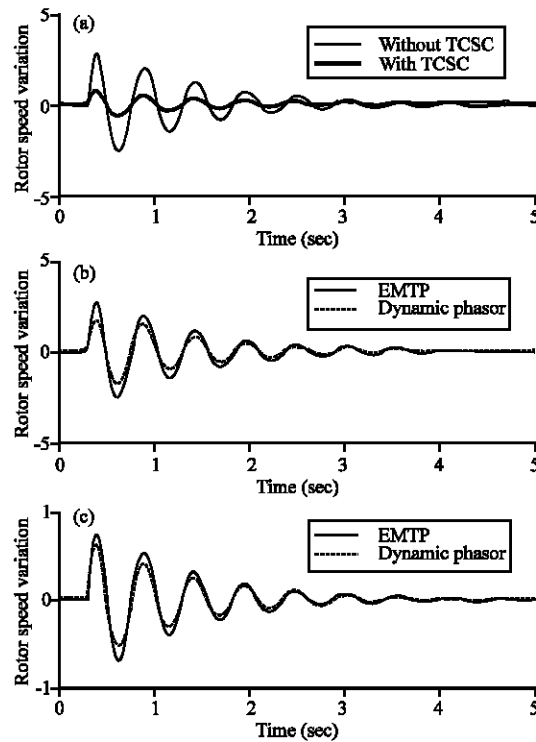 (a)
Without TCSC
With TCSC
Rotor speed variation
5
0
-5
0 1 2 3 4 5
Time (sec)
(b)
EMTP
Dynamic phasor
Rotor speed variation
5
0
-5
0 1 2 3 4 5
Time (sec)
(c)
EMTP
Dynamic phasor
Rotor speed variation
1
0
-1
0 1 2 3 4 5
Time (sec)